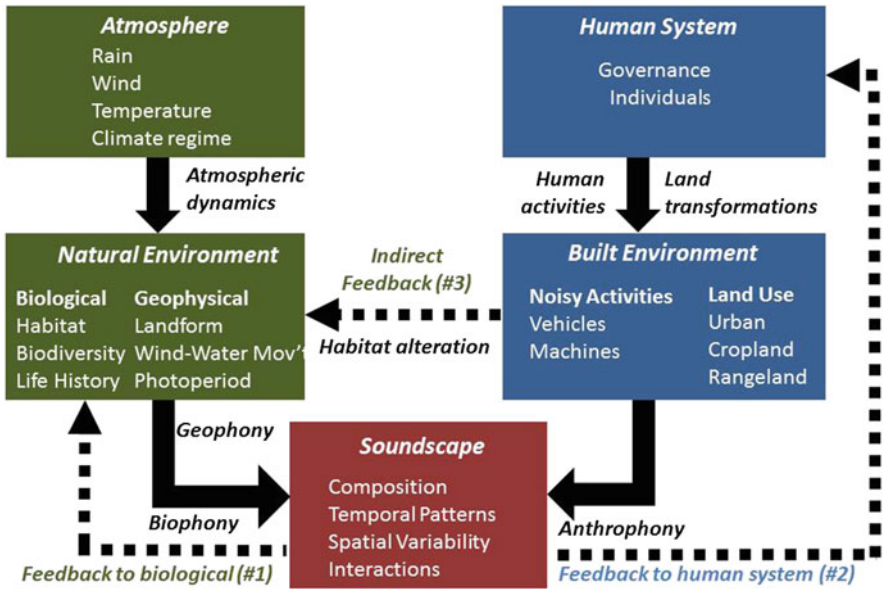 Atmosphere
Rain
Wind
Temperature
Climate regime
Human System
Governance
Individuals
Atmospheric
dynamics
Human
activities
Land
transformations
Natural Environment
Biological
Habitat
Biodiversity
Life History
Geophysical
Landform
Wind-Water Mov't
Photoperiod
Indirect
Feedback (#3)
Habitat alteration
Built Environment
Noisy Activities
Vehicles
Machines
Land Use
Urban
Cropland
Rangeland
Geophony
Biophony
Soundscape
Composition
Temporal Patterns
Spatial Variability
Interactions
Anthrophony
Feedback to biological (#1)
Feedback to human system (#2)